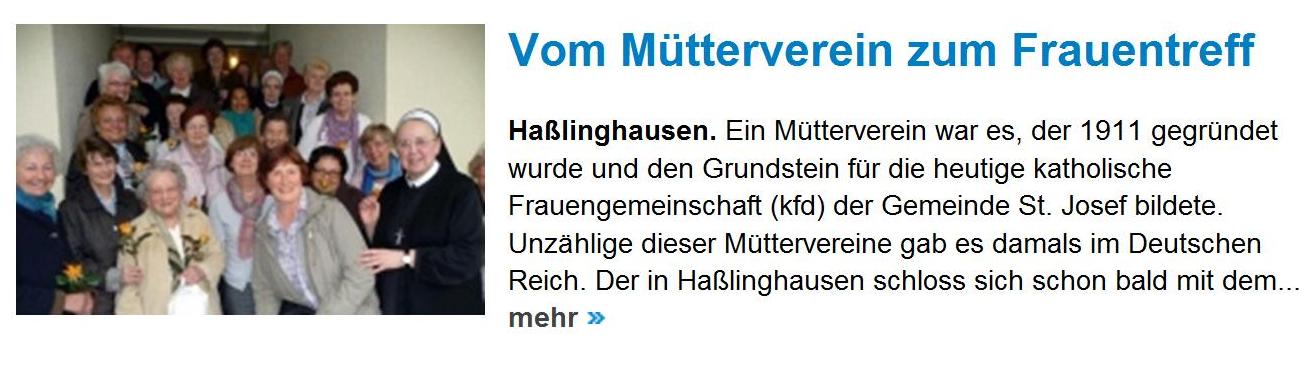 Vom Mütterverein zum Frauentreff
Haßlinghausen. Ein Mütterverein war es, der 1911 gegründet
wurde und den Grundstein für die heutige katholische
Frauengemeinschaft (kfd) der Gemeinde St. Josef bildete.
Unzählige dieser Müttervereine gab es damals im Deutschen
Reich. Der in Haßlinghausen schloss sich schon bald mit dem...
mehr »